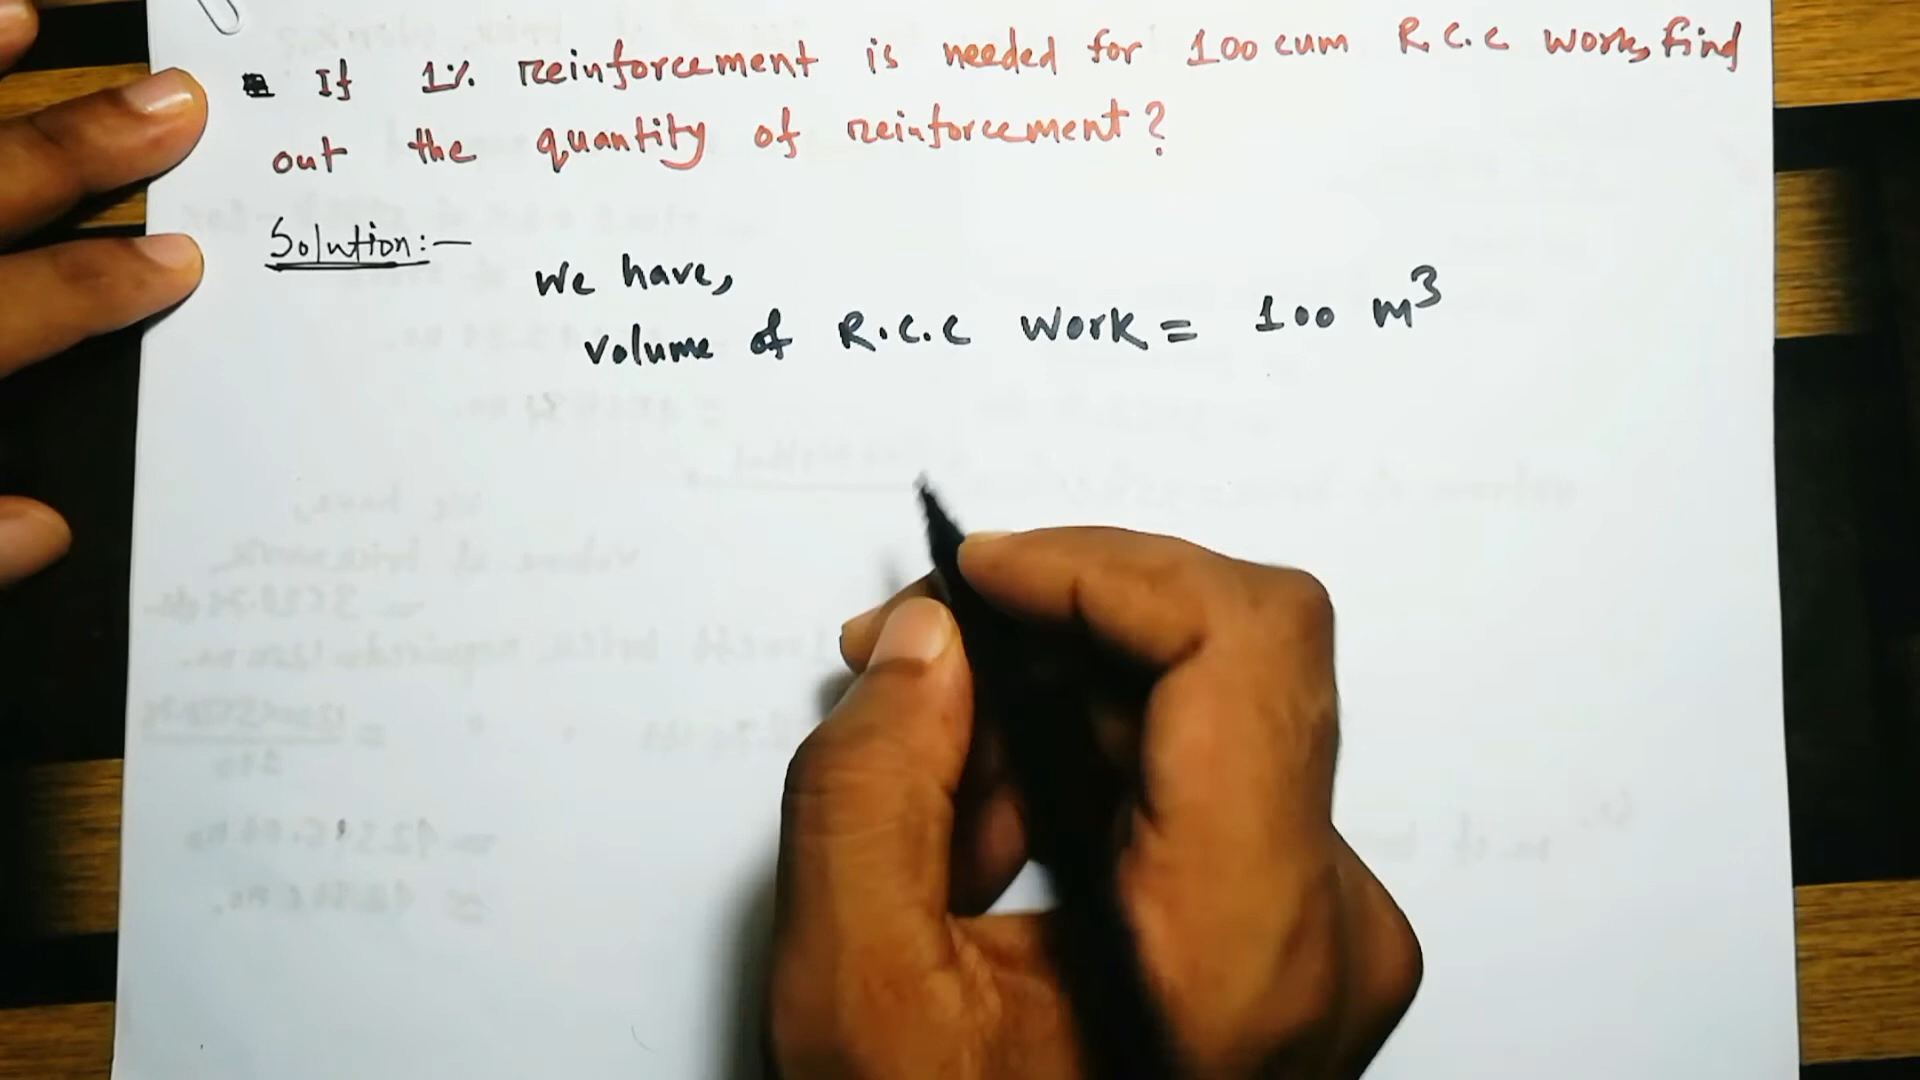 If 1% reinforcement is needed for 100 cum R.C.C work, find
out the quantity of reinforcement?
Solution:-
We have,
volume of R.C.C work = 100 m³